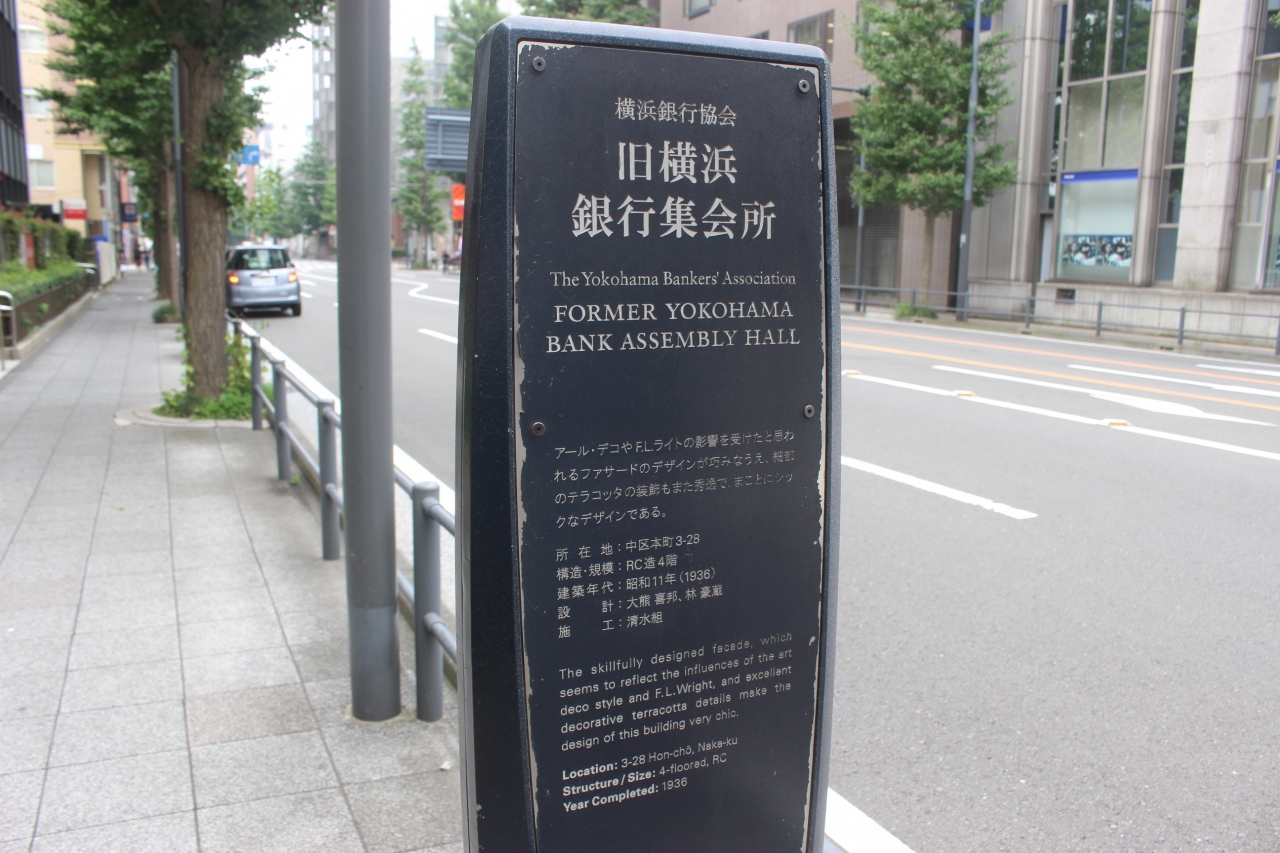 横浜銀行協会
旧横浜
銀行集会所
The Yokohama Bankers' Association
FORMER YOKOHAMA
BANK ASSEMBLY HALL
アール・デコやF.L.ライトの影響を受けたと思わ
れるファサードのデザインが巧みなうえ、細部
のテラコッタの装飾もまた秀逸で、まことにシッ
クなデザインである。
所在地：中区本町3-28
構造・規模：RC造4階
建築年代：昭和11年（1936）
設計：大熊 喜邦、林 豪蔵
施工：清水組
The skillfully designed facade, which
seems to reflect the influences of the art
deco style and F.L.Wright, and excellent
decorative terracotta details make the
design of this building very chic.
Location: 3-28 Hon-chō, Naka-ku
Structure/Size: 4-floored, RC
Year Completed: 1936